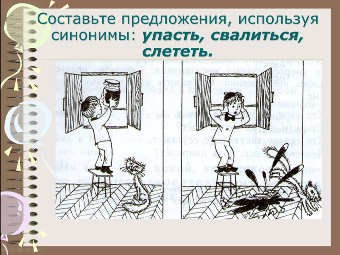 Составьте предложения, используя
синонимы: упасть, свалиться,
слететь.